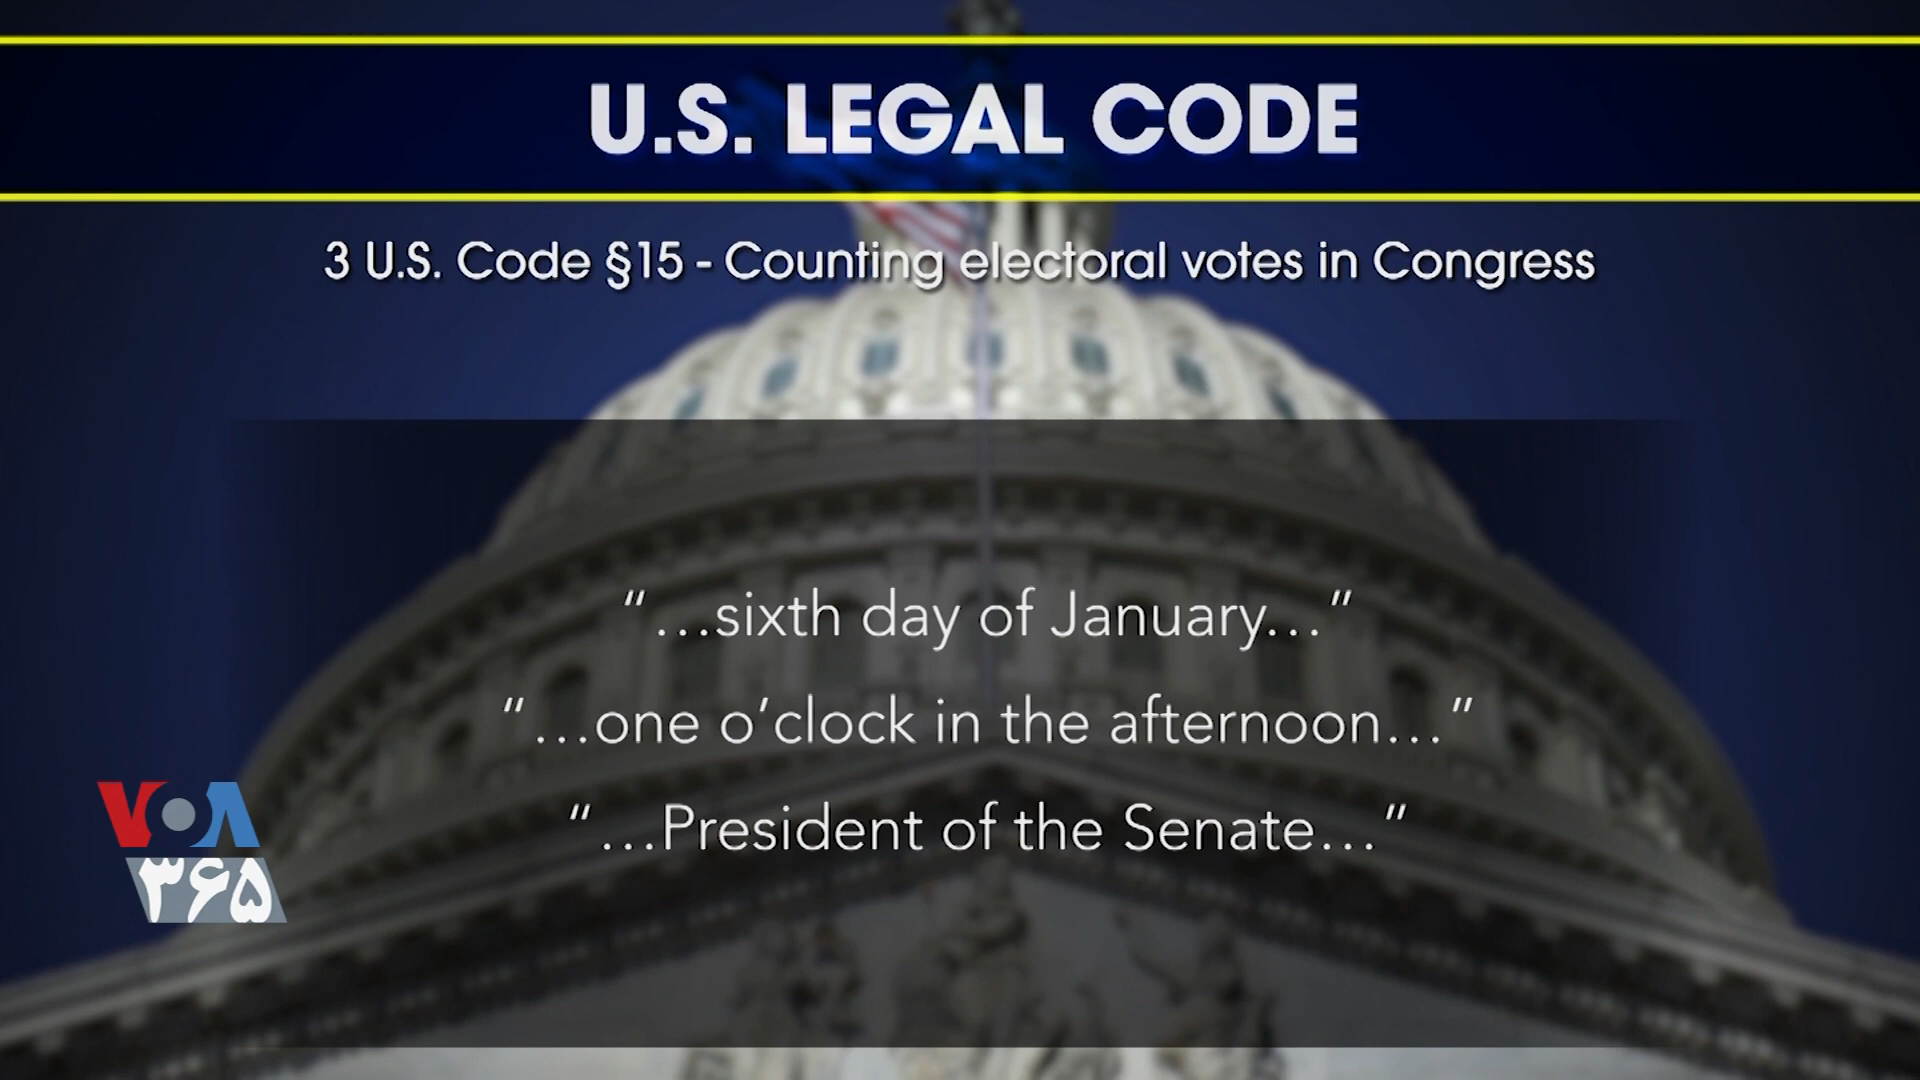 U.S. LEGAL CODE
3 U.S. Code §15 - Counting electoral votes in Congress
“...sixth day of January...”
“...one o’clock in the afternoon...”
“...President of the Senate...”
VOA
۳۶۵